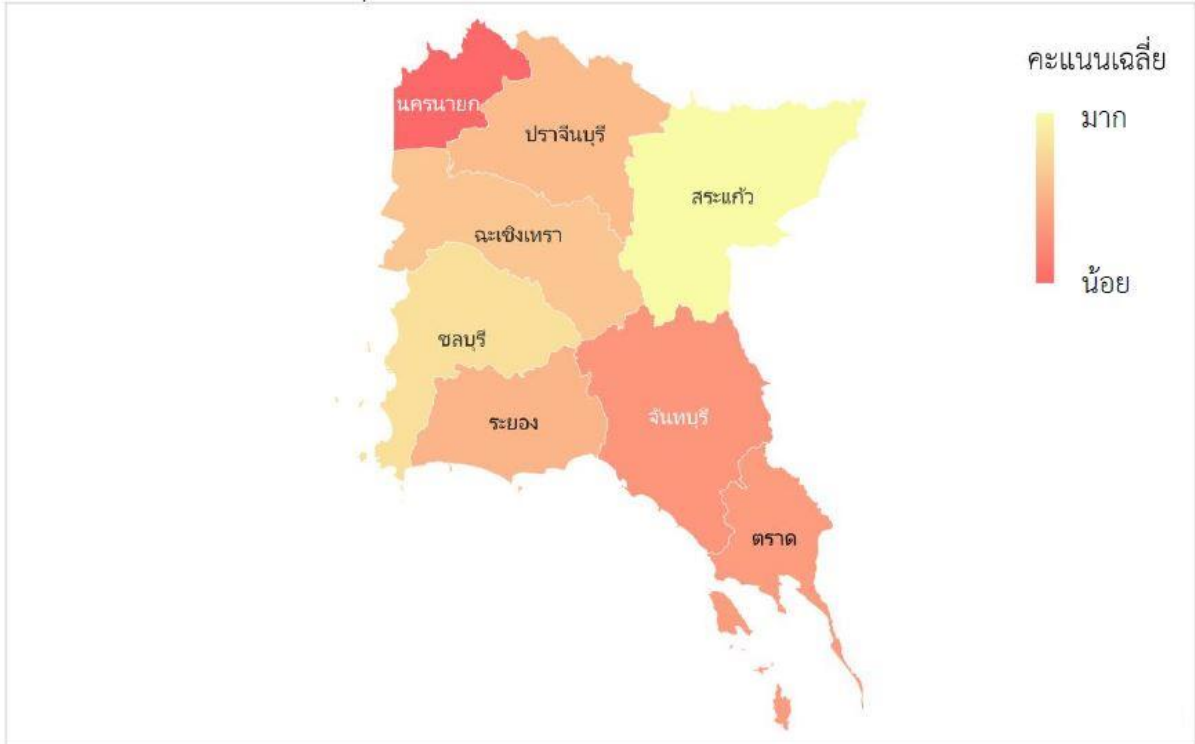 คะแนนเฉลี่ย
มาก
น้อย
นครนายก
ปราจีนบุรี
สระแก้ว
ฉะเชิงเทรา
ชลบุรี
ระยอง
จันทบุรี
ตราด